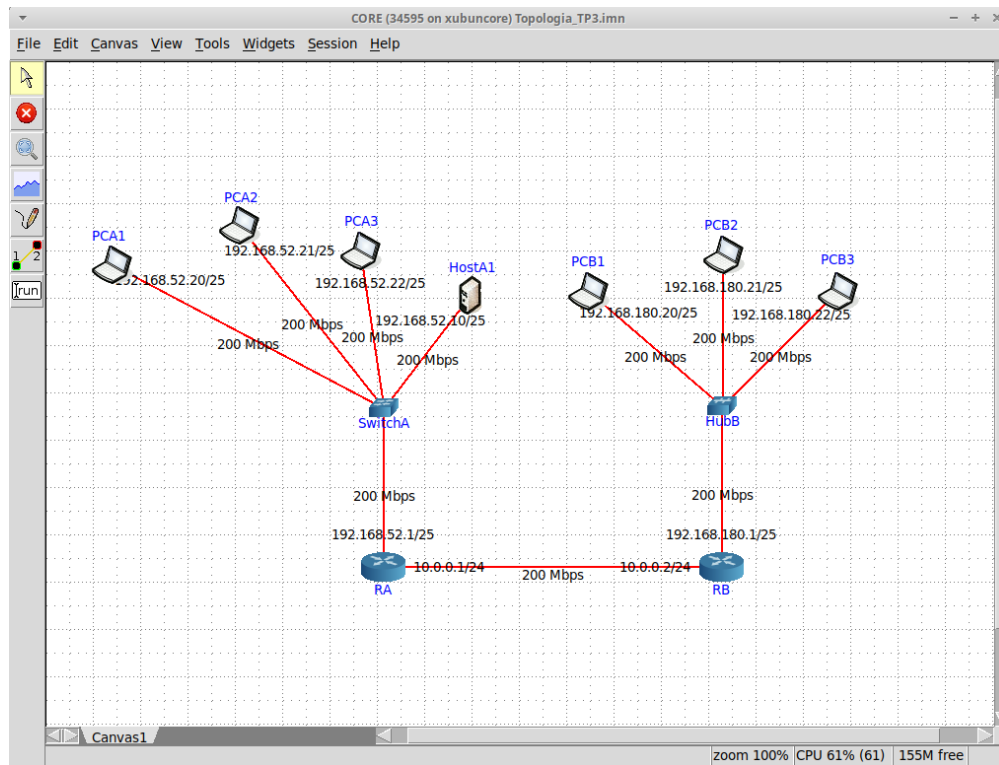 CORE (34595 on xubuncore) Topologia_TP3.imn
File Edit Canvas View Tools Widgets Session Help
PCA2
PCA3
PCB2
PCA1
192.168.52.21/25
HostA1
PCB1
PCB3
192.168.52.20/25
192.168.52.22/25
192.168.180.21/25
192.168.52.10/25
192.168.180.20/25
192.168.180.22/25
200 Mbps
200 Mbps
200 Mbps
200 Mbps
200 Mbps
200 Mbps
200 Mbps
SwitchA
HubB
200 Mbps
200 Mbps
192.168.52.1/25
192.168.180.1/25
10.0.0.1/24
200 Mbps
10.0.0.2/24
RA
RB
1 2
run
Canvas1
zoom 100% CPU 61% (61) 155M free